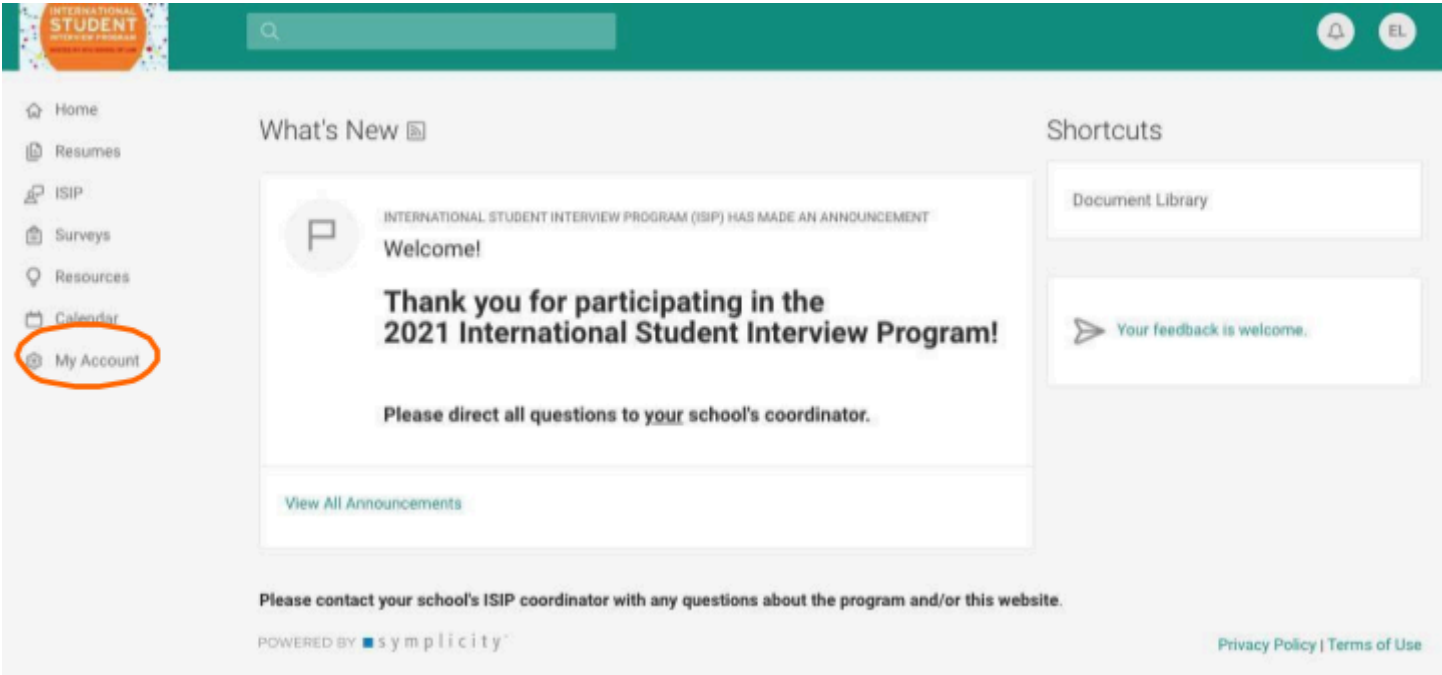 INTERNATIONAL
STUDENT
INTERVIEW PROGRAM
EL
Home
Resumes
ISIP
Surveys
Resources
Calendar
My Account
What's New
INTERNATIONAL STUDENT INTERVIEW PROGRAM (ISIP) HAS MADE AN ANNOUNCEMENT
Welcome!
Thank you for participating in the
2021 International Student Interview Program!
Please direct all questions to your school's coordinator.
View All Announcements
Shortcuts
Document Library
Your feedback is welcome.
Please contact your school's ISIP coordinator with any questions about the program and/or this website.
POWERED BY symplicity
Privacy Policy | Terms of Use